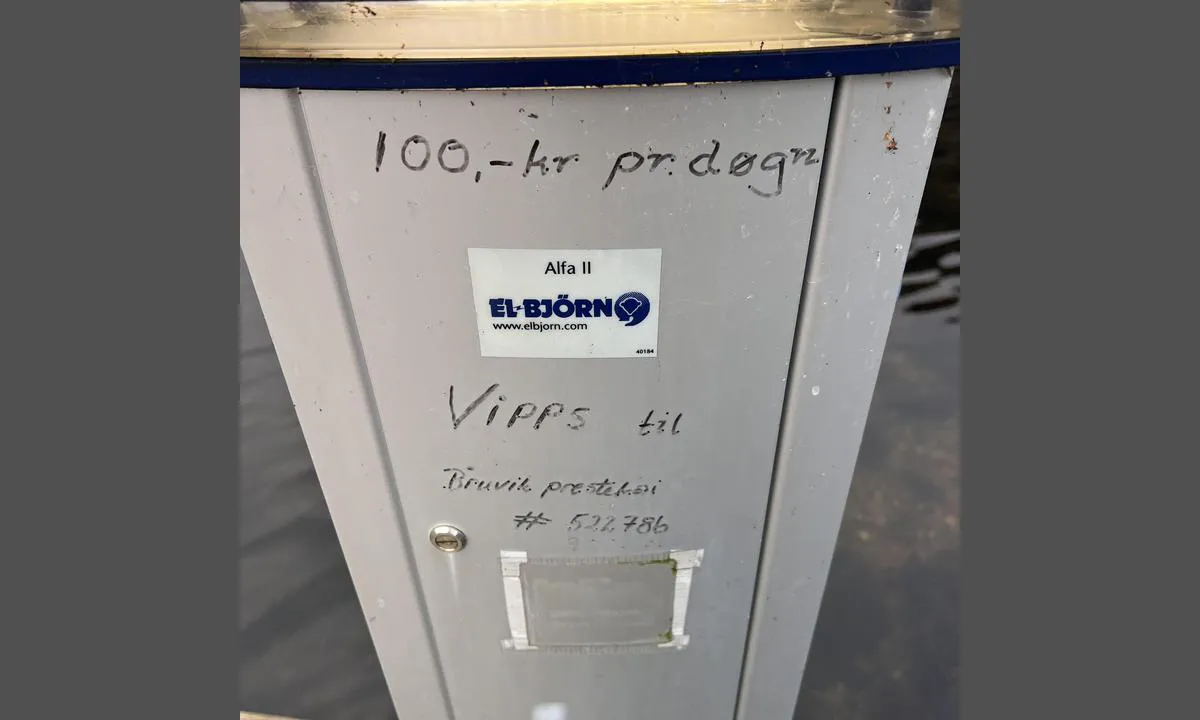 100,- kr pr. døgn
Alfa II
EL-BJÖRN
www.elbjorn.com
40184
Vipps til
Bruvik prestekai
# 522786